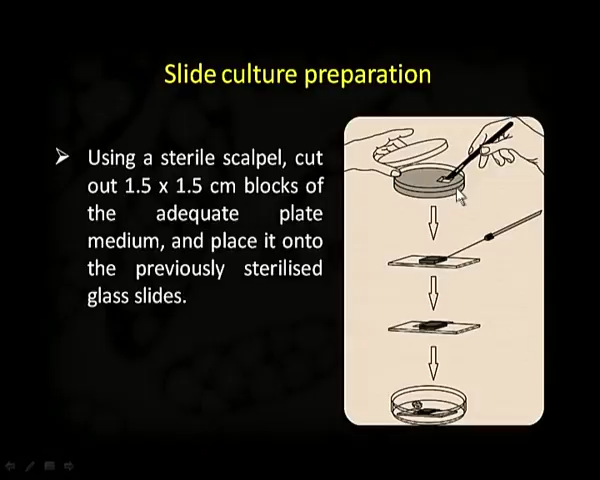 Slide culture preparation
Using a sterile scalpel, cut
out 1.5 x 1.5 cm blocks of
the adequate plate
medium, and place it onto
the previously sterilised
glass slides.